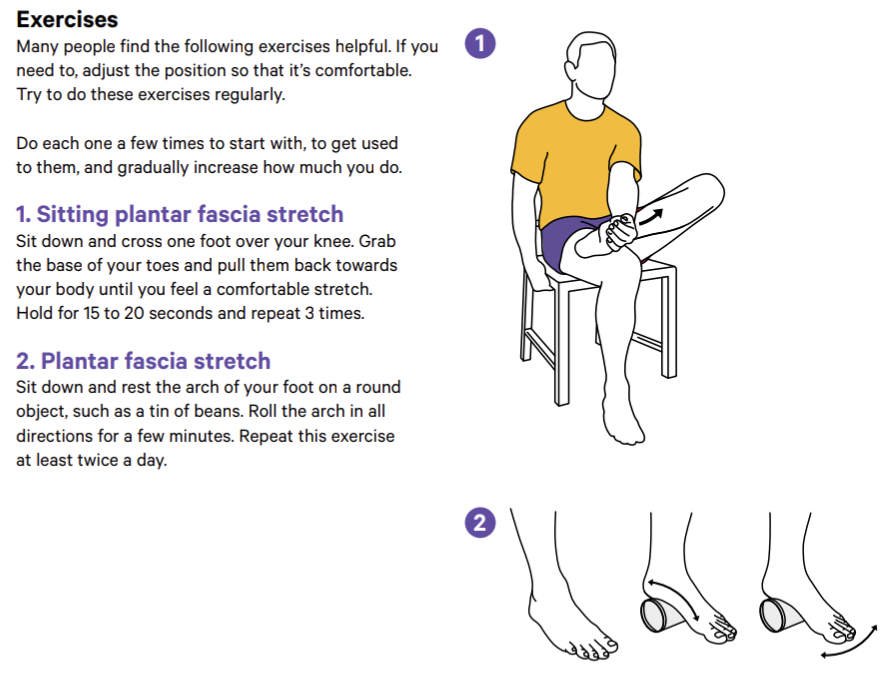 Exercises
Many people find the following exercises helpful. If you
need to, adjust the position so that it’s comfortable.
Try to do these exercises regularly.
Do each one a few times to start with, to get used
to them, and gradually increase how much you do.
1. Sitting plantar fascia stretch
Sit down and cross one foot over your knee. Grab
the base of your toes and pull them back towards
your body until you feel a comfortable stretch.
Hold for 15 to 20 seconds and repeat 3 times.
2. Plantar fascia stretch
Sit down and rest the arch of your foot on a round
object, such as a tin of beans. Roll the arch in all
directions for a few minutes. Repeat this exercise
at least twice a day.
1
2